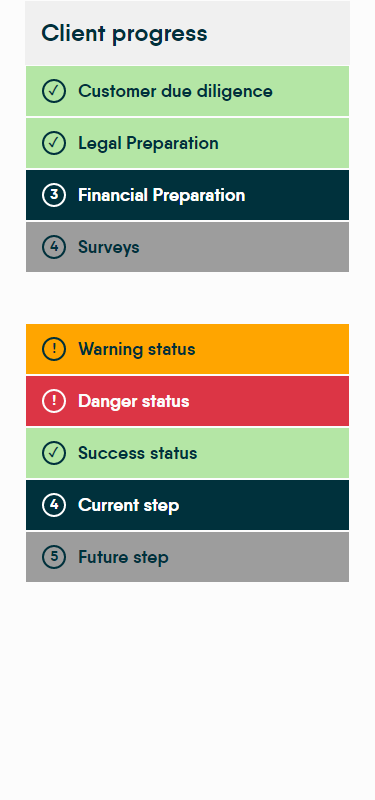 Client progress
✓ Customer due diligence
✓ Legal Preparation
3 Financial Preparation
4 Surveys
! Warning status
! Danger status
✓ Success status
4 Current step
5 Future step